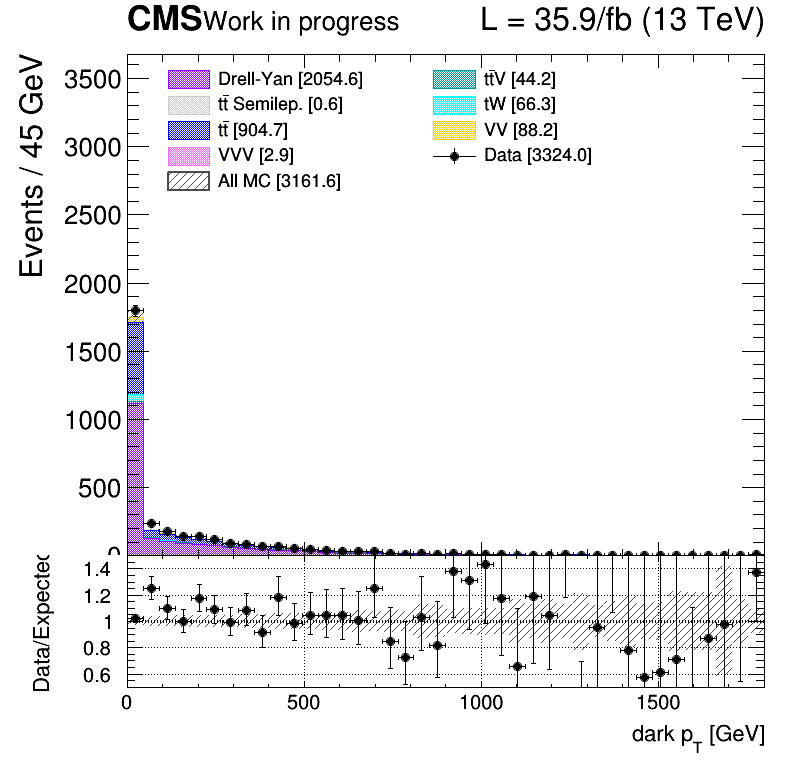 CMS Work in progress L = 35.9/fb (13 TeV)
Events / 45 GeV
3500
3000
2500
2000
1500
1000
500
0
Drell-Yan [2054.6]
tt̄ Semilep. [0.6]
tt̄ [904.7]
VVV [2.9]
All MC [3161.6]
tt̄V [44.2]
tW [66.3]
VV [88.2]
Data [3324.0]
Data/Expected
1.4
1.2
1
0.8
0.6
0 500 1000 1500
dark p_T [GeV]